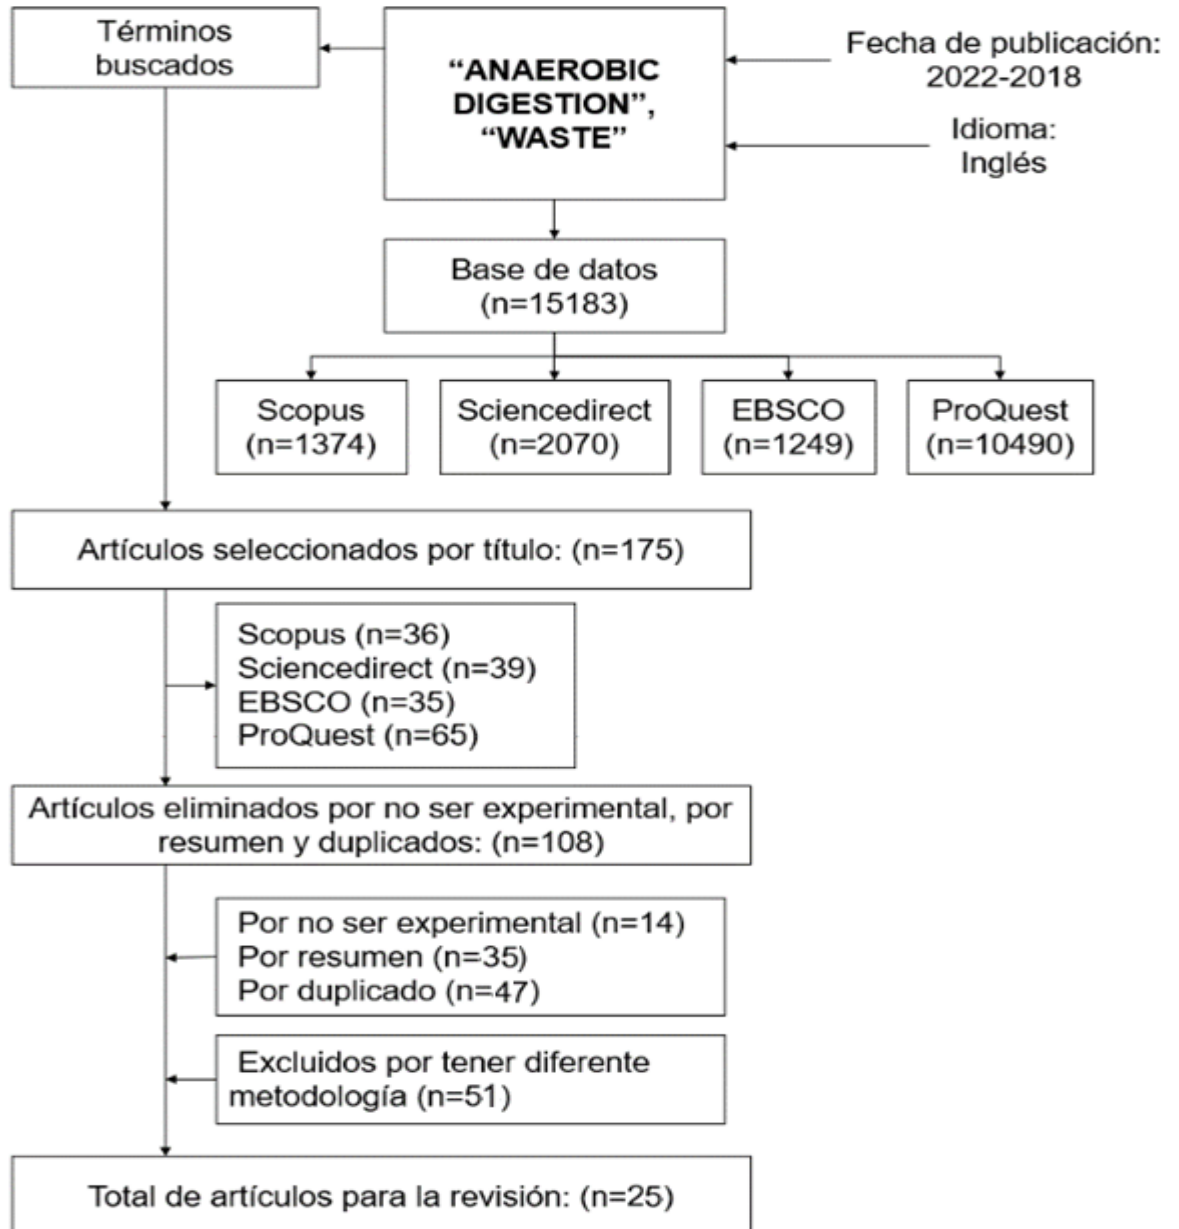 Términos
buscados
“ANAEROBIC
DIGESTION”,
“WASTE”
Fecha de publicación:
2022-2018
Idioma:
Inglés
Base de datos
(n=15183)
Scopus
(n=1374)
Sciencedirect
(n=2070)
EBSCO
(n=1249)
ProQuest
(n=10490)
Artículos seleccionados por título: (n=175)
Scopus (n=36)
Sciencedirect (n=39)
EBSCO (n=35)
ProQuest (n=65)
Artículos eliminados por no ser experimental, por
resumen y duplicados: (n=108)
Por no ser experimental (n=14)
Por resumen (n=35)
Por duplicado (n=47)
Excluidos por tener diferente
metodología (n=51)
Total de artículos para la revisión: (n=25)